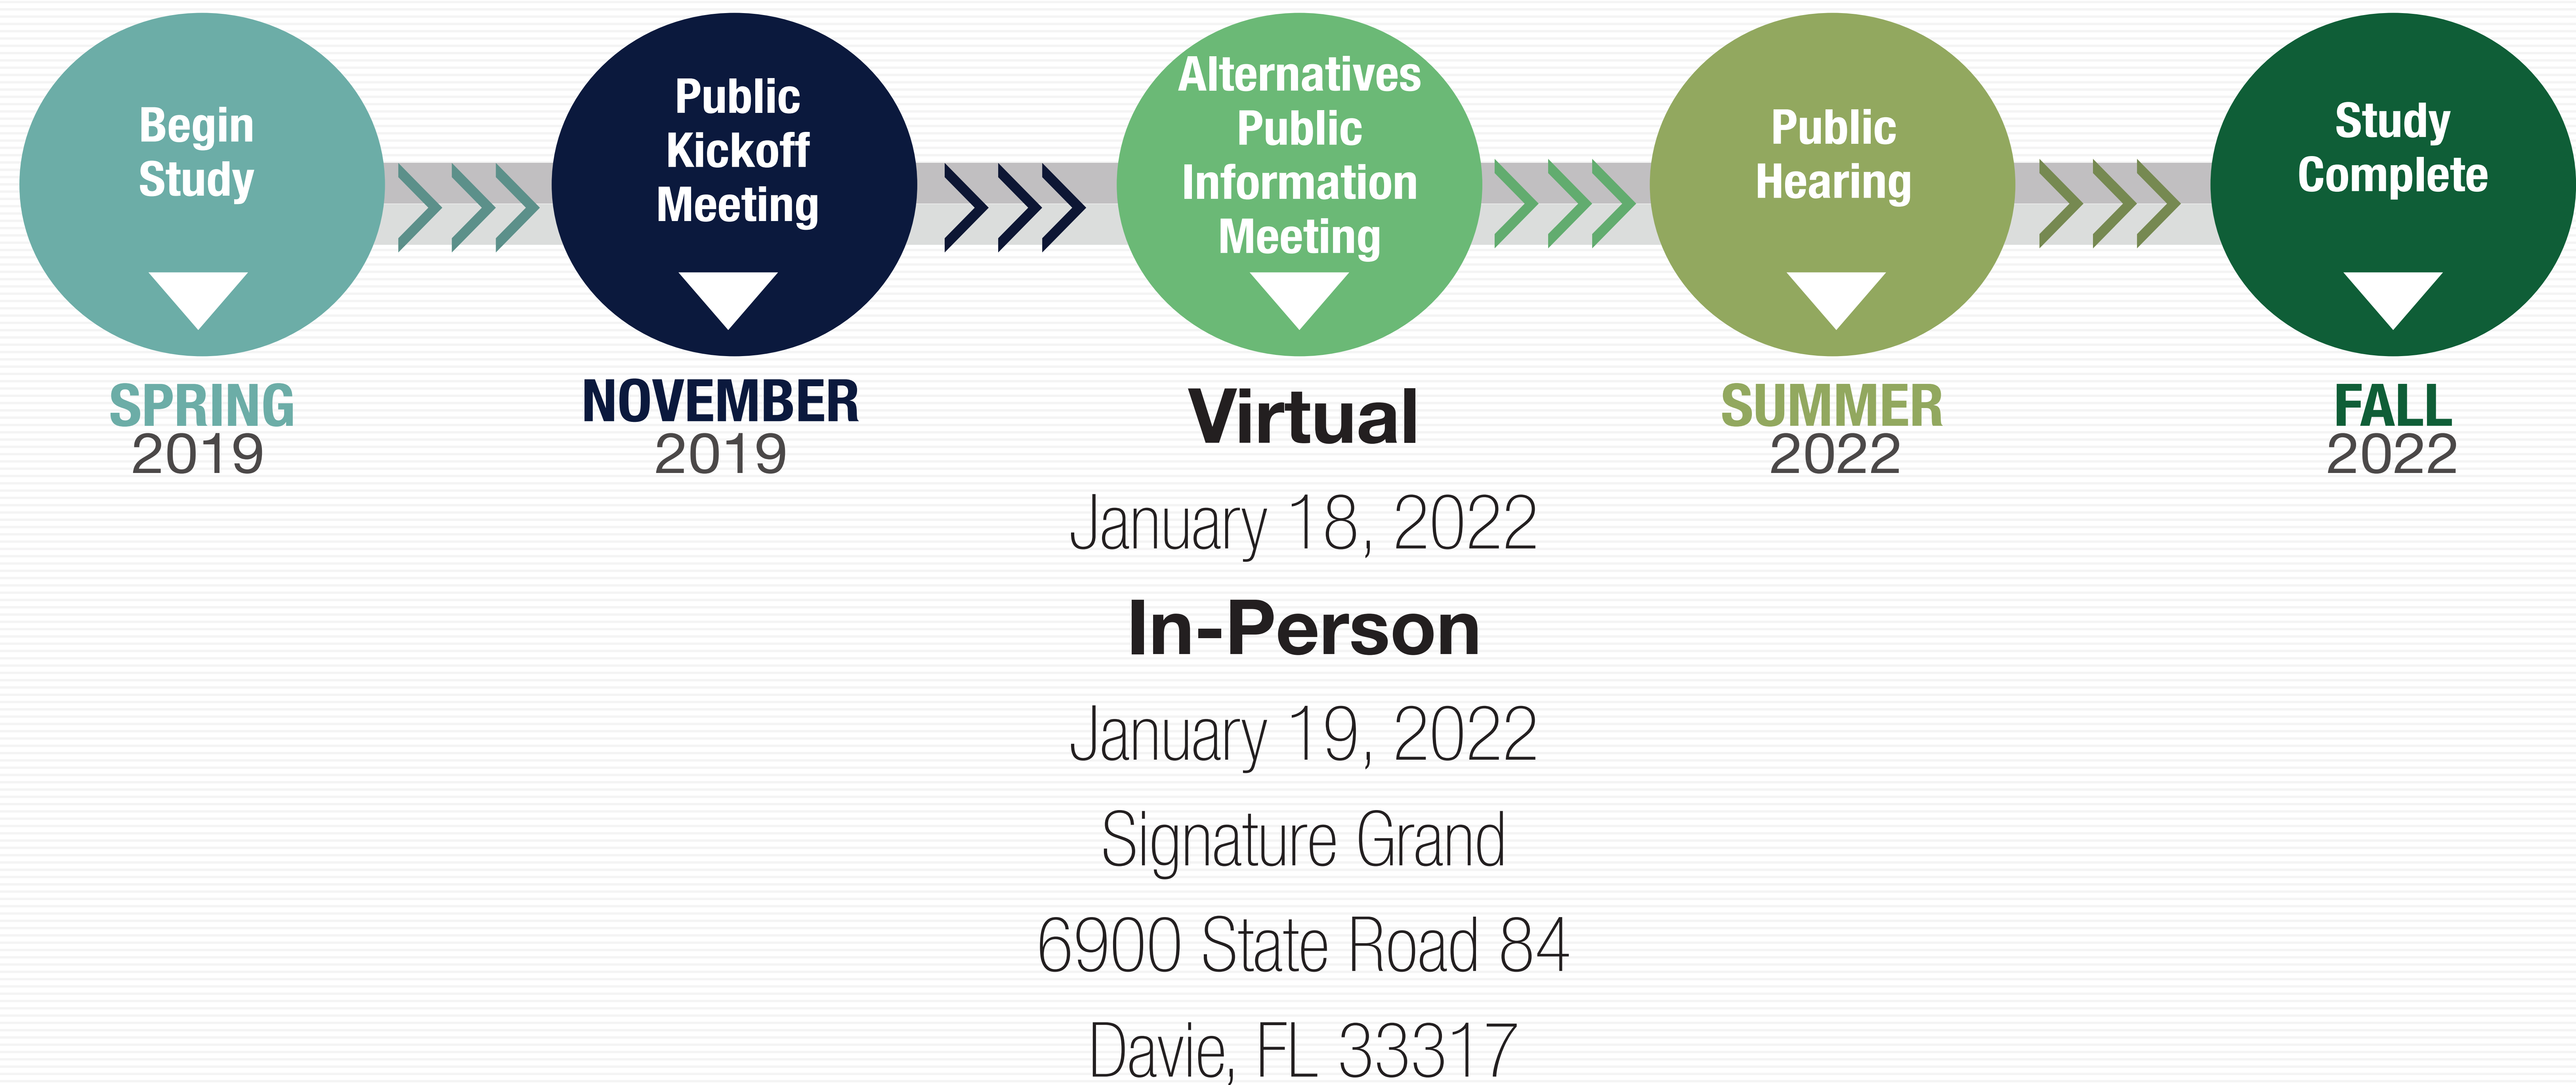 Begin
Study
SPRING
2019
Public
Kickoff
Meeting
NOVEMBER
2019
Alternatives
Public
Information
Meeting
Virtual
January 18, 2022
In-Person
January 19, 2022
Signature Grand
6900 State Road 84
Davie, FL 33317
Public
Hearing
SUMMER
2022
Study
Complete
FALL
2022